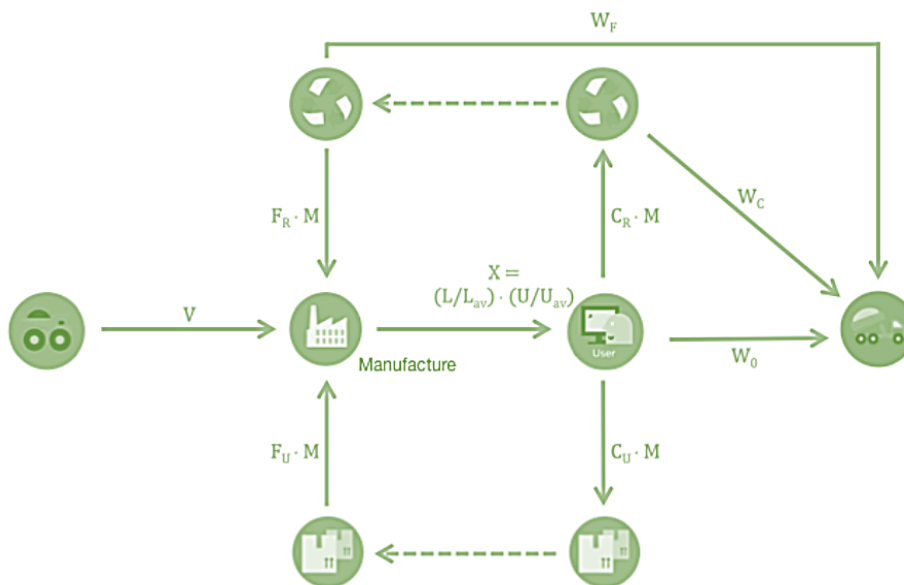 W_F
W_C
F_R · M
C_R · M
X =
(L/L_av) · (U/U_av)
V
User
Manufacture
W_0
F_U · M
C_U · M